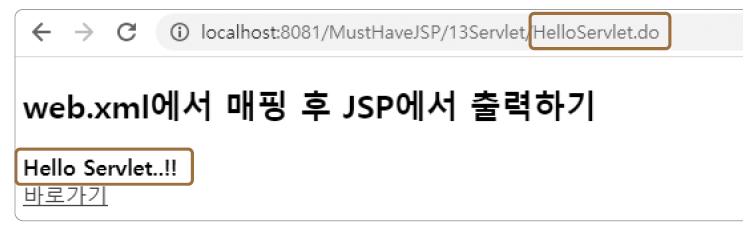 localhost:8081/MustHaveJSP/13Servlet/HelloServlet.do
web.xml에서 매핑 후 JSP에서 출력하기
Hello Servlet..!!
바로가기